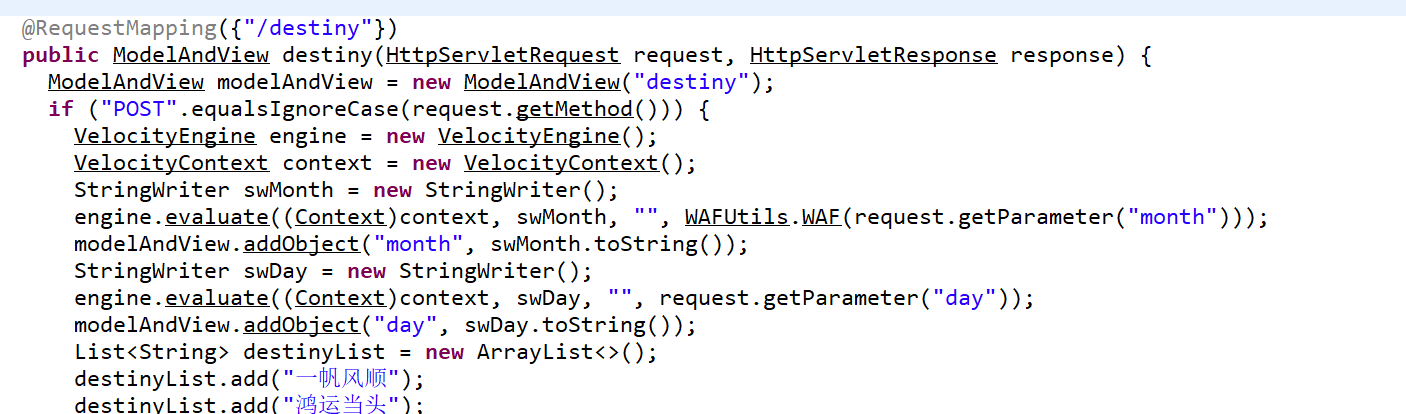 @RequestMapping({"/destiny"})
public ModelAndView destiny(HttpServletRequest request, HttpServletResponse response) {
ModelAndView modelAndView = new ModelAndView("destiny");
if ("POST".equalsIgnoreCase(request.getMethod())) {
VelocityEngine engine = new VelocityEngine();
VelocityContext context = new VelocityContext();
StringWriter swMonth = new StringWriter();
engine.evaluate((Context)context, swMonth, "", WAFUtils.WAF(request.getParameter("month")));
modelAndView.addObject("month", swMonth.toString());
StringWriter swDay = new StringWriter();
engine.evaluate((Context)context, swDay, "", request.getParameter("day"));
modelAndView.addObject("day", swDay.toString());
List<String> destinyList = new ArrayList<>();
destinyList.add("一帆风顺");
destinyList.add("鸿运当头");